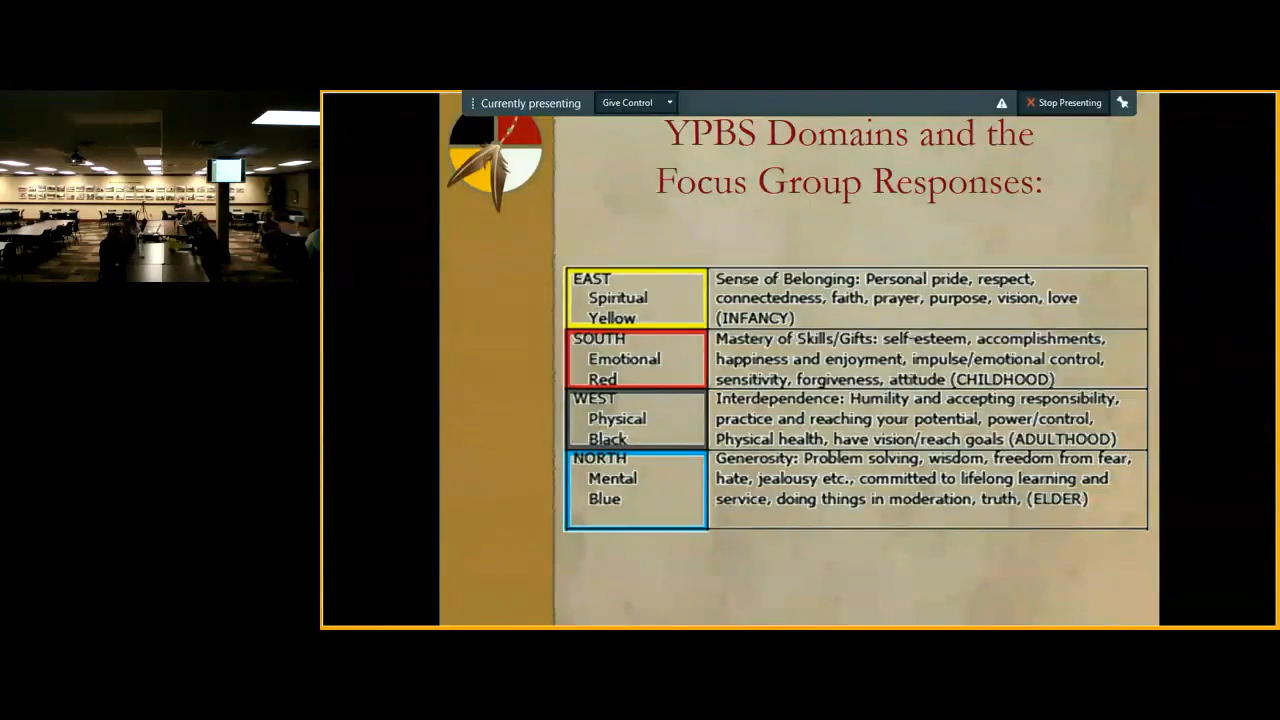 Currently presenting
Give Control
Stop Presenting
YPBS Domains and the
Focus Group Responses:
EAST
Spiritual
Yellow
Sense of Belonging: Personal pride, respect,
connectedness, faith, prayer, purpose, vision, love
(INFANCY)
SOUTH
Emotional
Red
Mastery of Skills/Gifts: self-esteem, accomplishments,
happiness and enjoyment, impulse/emotional control,
sensitivity, forgiveness, attitude (CHILDHOOD)
WEST
Physical
Black
Interdependence: Humility and accepting responsibility,
practice and reaching your potential, power/control,
Physical health, have vision/reach goals (ADULTHOOD)
NORTH
Mental
Blue
Generosity: Problem solving, wisdom, freedom from fear,
hate, jealousy etc., committed to lifelong learning and
service, doing things in moderation, truth, (ELDER)